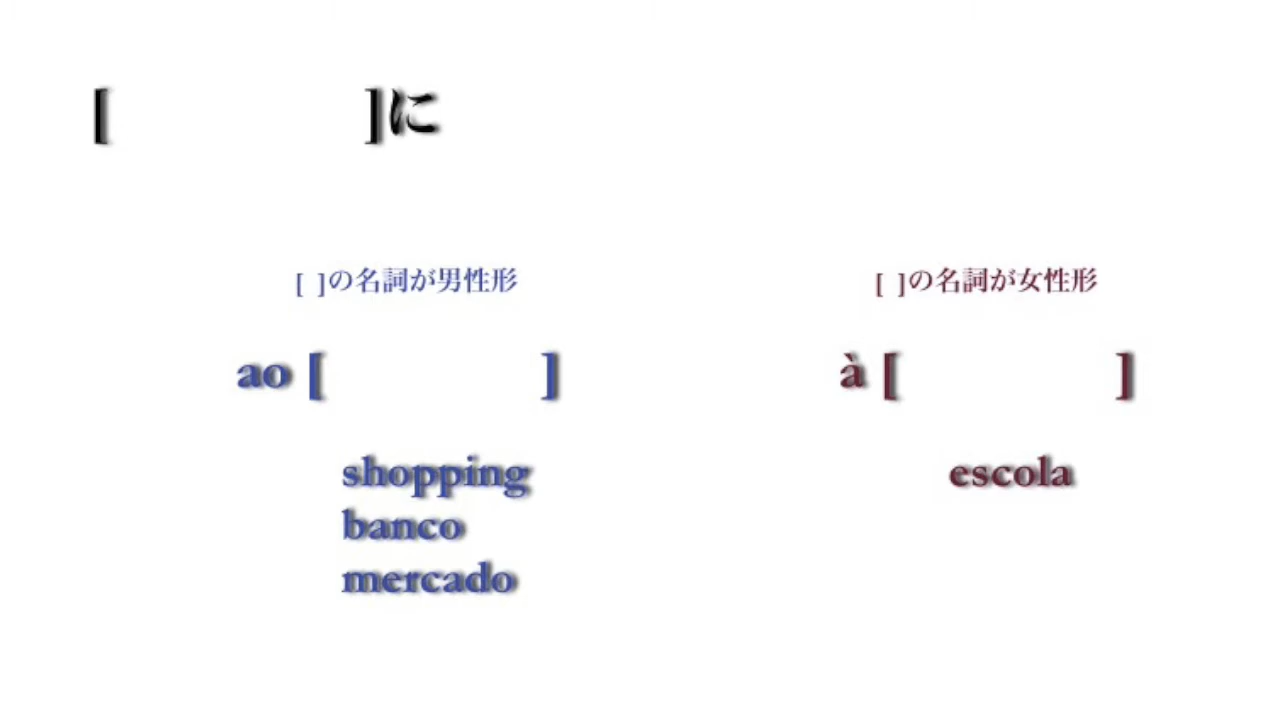 [ ]に
[ ]の名詞が男性形
ao [ ]
shopping
banco
mercado
[ ]の名詞が女性形
à [ ]
escola